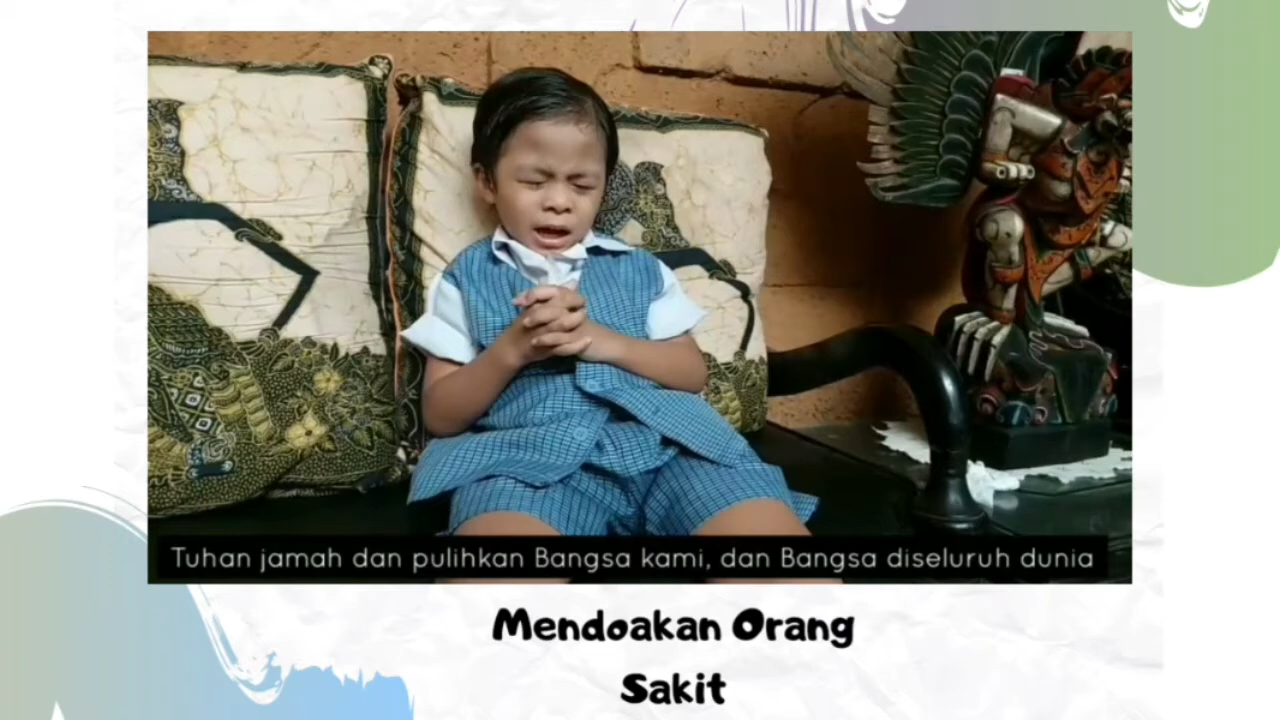 Tuhan jamah dan pulihkan Bangsa kami, dan Bangsa diseluruh dunia
Mendoakan Orang
Sakit